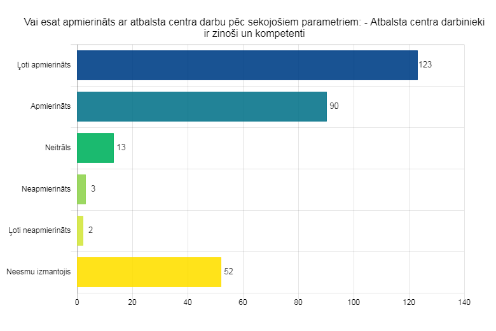 Vai esat apmierināts ar atbalsta centra darbu pēc sekojošiem parametriem: - Atbalsta centra darbinieki
ir zinoši un kompetenti
Ļoti apmierināts
123
Apmierināts
90
Neitrāls
13
Neapmierināts
3
Ļoti neapmierināts
2
Neesmu izmantojis
52
0 20 40 60 80 100 120 140